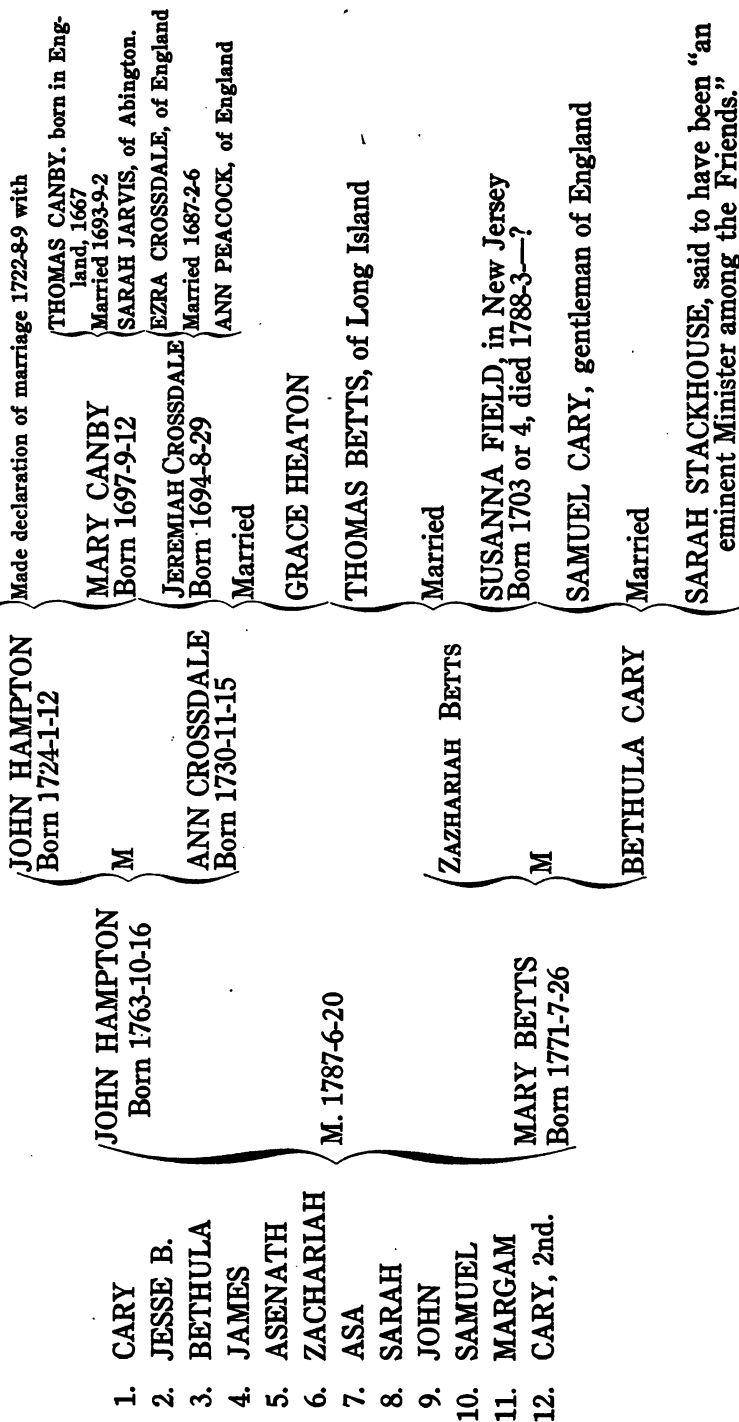 1. CARY
2. JESSE B.
3. BETHULA
4. JAMES
5. ASENATH
6. ZACHARIAH
7. ASA
8. SARAH
9. JOHN
10. SAMUEL
11. MARGAM
12. CARY, 2nd.
JOHN HAMPTON
Born 1763-10-16
M. 1787-6-20
MARY BETTS
Born 1771-7-26
JOHN HAMPTON
Born 1724-1-12
M
ANN CROSSDALE
Born 1730-11-15
ZAZHARIAH BETTS
M
BETHULA CARY
Made declaration of marriage 1722-8-9 with
MARY CANBY
Born 1697-9-12
JEREMIAH CROSSDALE
Born 1694-8-29
Married
GRACE HEATON
THOMAS BETTS, of Long Island
Married
SUSANNA FIELD, in New Jersey
Born 1703 or 4, died 1788-3-—?
SAMUEL CARY, gentleman of England
Married
SARAH STACKHOUSE, said to have been "an
eminent Minister among the Friends."
THOMAS CANBY. born in Eng-
land, 1667
Married 1693-9-2
SARAH JARVIS, of Abington.
EZRA CROSSDALE, of England
Married 1687-2-6
ANN PEACOCK, of England